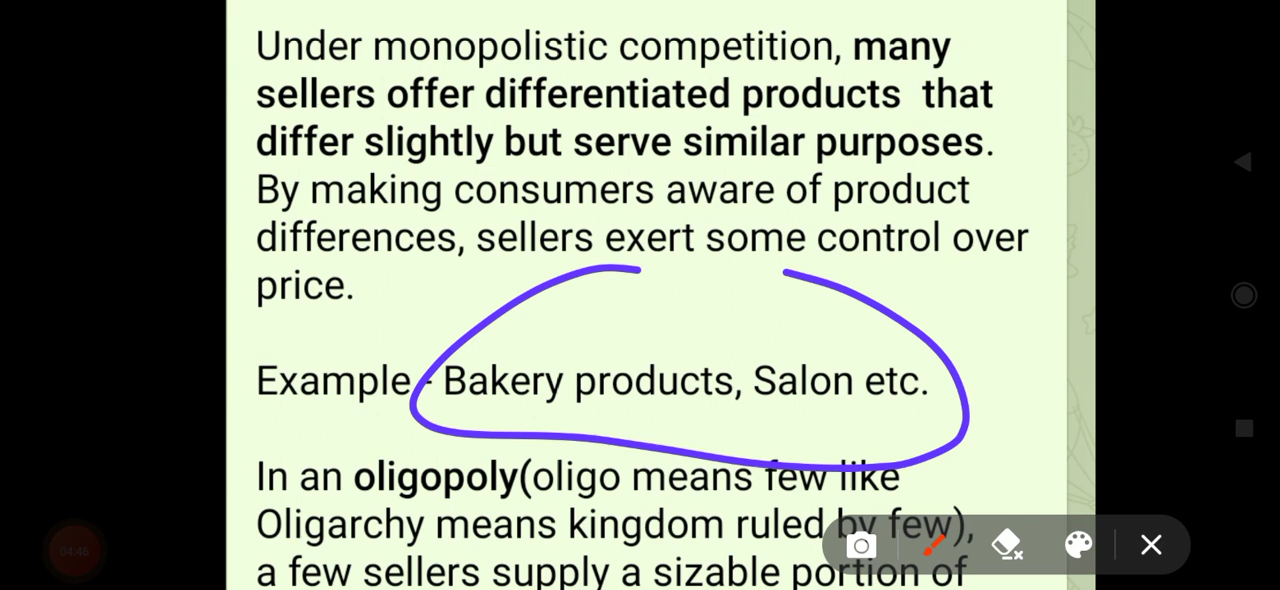 Under monopolistic competition, many
sellers offer differentiated products that
differ slightly but serve similar purposes.
By making consumers aware of product
differences, sellers exert some control over
price.
Example - Bakery products, Salon etc.
In an oligopoly(oligo means few like
Oligarchy means kingdom ruled by few),
a few sellers supply a sizable portion of
04:46